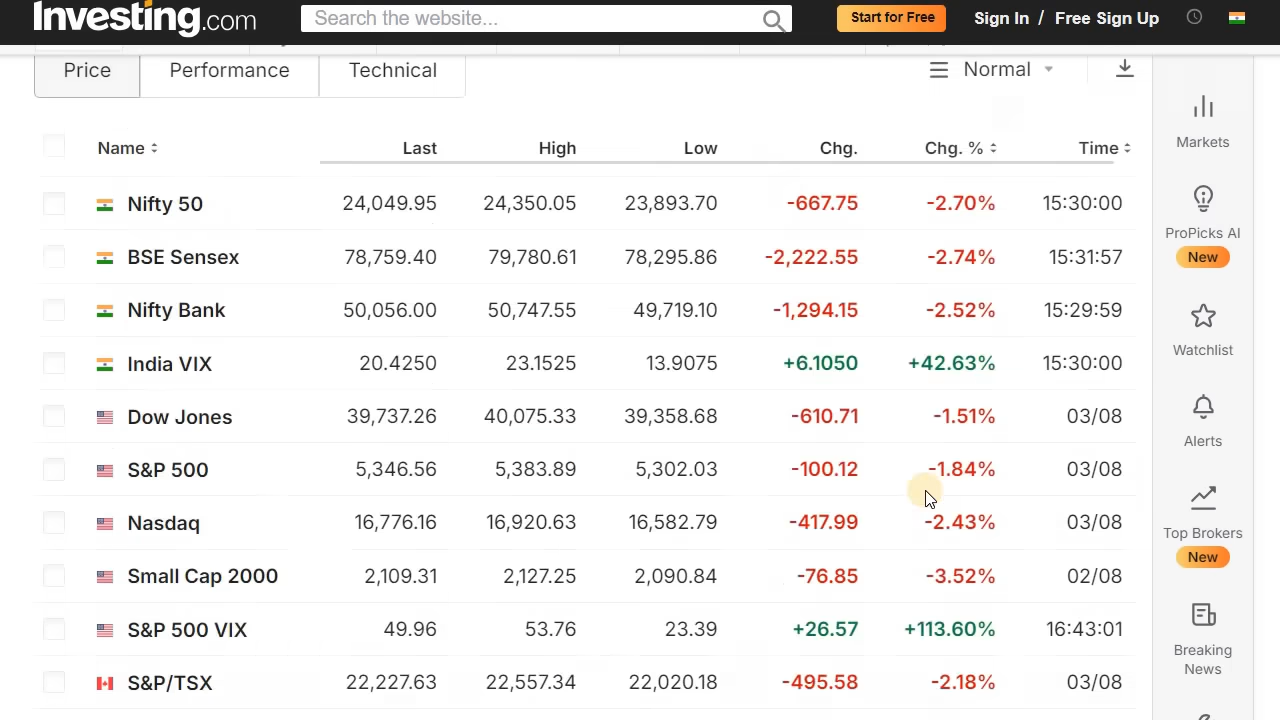 Investing.com
Search the website...
Start for Free
Sign In / Free Sign Up
Price Performance Technical
Normal
Name Last High Low Chg. Chg. % Time
Nifty 50 24,049.95 24,350.05 23,893.70 -667.75 -2.70% 15:30:00
BSE Sensex 78,759.40 79,780.61 78,295.86 -2,222.55 -2.74% 15:31:57
Nifty Bank 50,056.00 50,747.55 49,719.10 -1,294.15 -2.52% 15:29:59
India VIX 20.4250 23.1525 13.9075 +6.1050 +42.63% 15:30:00
Dow Jones 39,737.26 40,075.33 39,358.68 -610.71 -1.51% 03/08
S&P 500 5,346.56 5,383.89 5,302.03 -100.12 -1.84% 03/08
Nasdaq 16,776.16 16,920.63 16,582.79 -417.99 -2.43% 03/08
Small Cap 2000 2,109.31 2,127.25 2,090.84 -76.85 -3.52% 02/08
S&P 500 VIX 49.96 53.76 23.39 +26.57 +113.60% 16:43:01
S&P/TSX 22,227.63 22,557.34 22,020.18 -495.58 -2.18% 03/08
Markets
ProPicks AI
New
Watchlist
Alerts
Top Brokers
New
Breaking
News